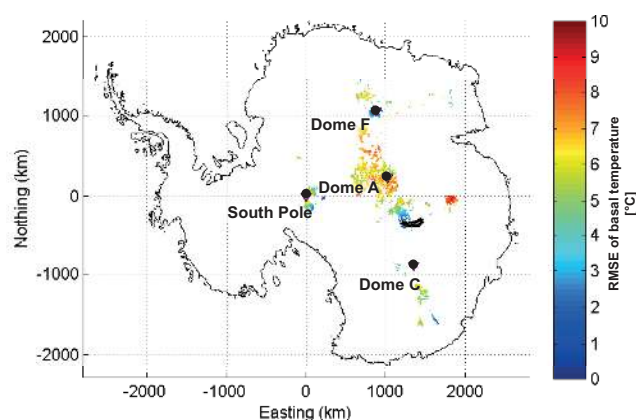 2000
1000
0
-1000
-2000
Northing (km)
Dome F
Dome A
South Pole
Dome C
-2000 -1000 0 1000 2000
Easting (km)
10
9
8
7
6
5
4
3
2
1
0
RMSE of basal temperature
[°C]